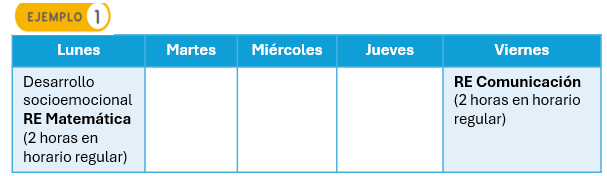 EJEMPLO 1
Lunes Martes Miércoles Jueves Viernes
Desarrollo
socioemocional
RE Matemática
(2 horas en
horario regular)
RE Comunicación
(2 horas en horario
regular)